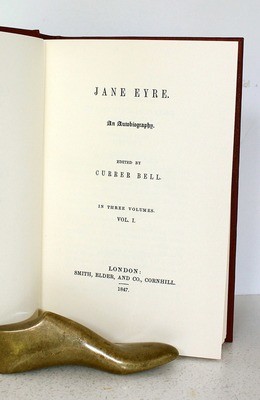 JANE EYRE.
An Autobiography.
EDITED BY
CURRER BELL.
IN THREE VOLUMES.
VOL. I.
LONDON:
SMITH, ELDER, AND CO., CORNHILL.
1847.